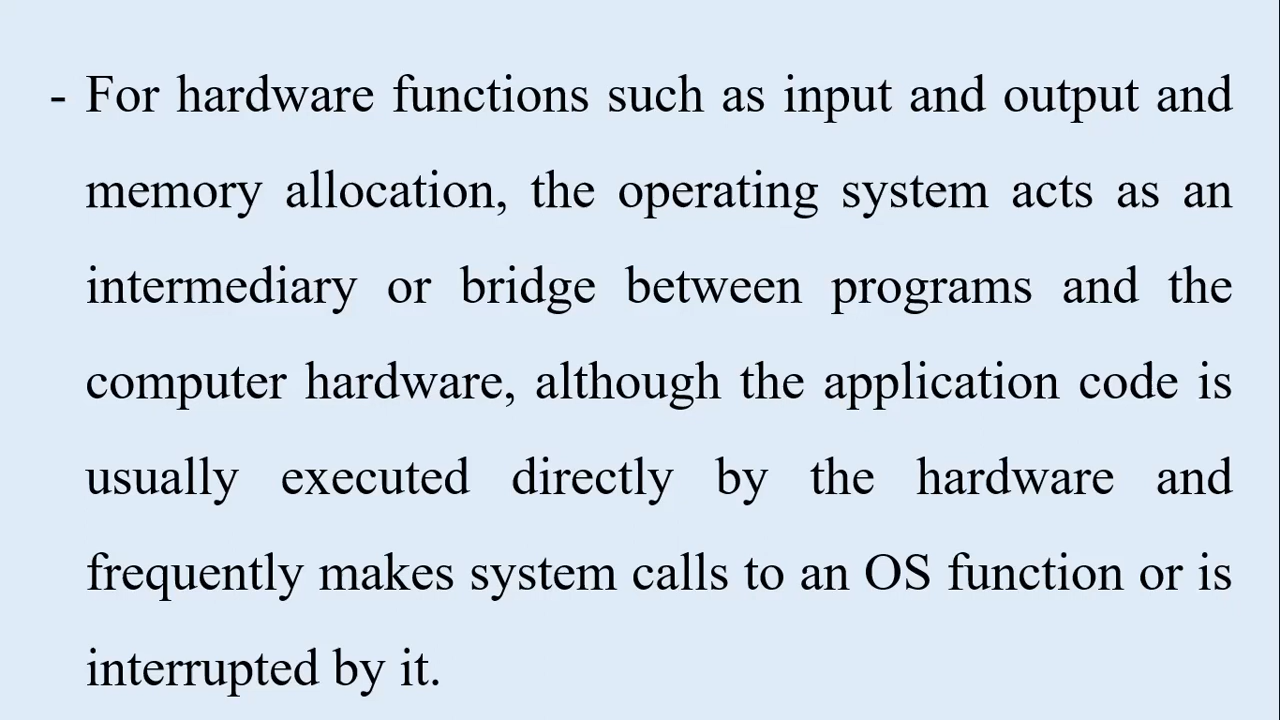 - For hardware functions such as input and output and
memory allocation, the operating system acts as an
intermediary or bridge between programs and the
computer hardware, although the application code is
usually executed directly by the hardware and
frequently makes system calls to an OS function or is
interrupted by it.